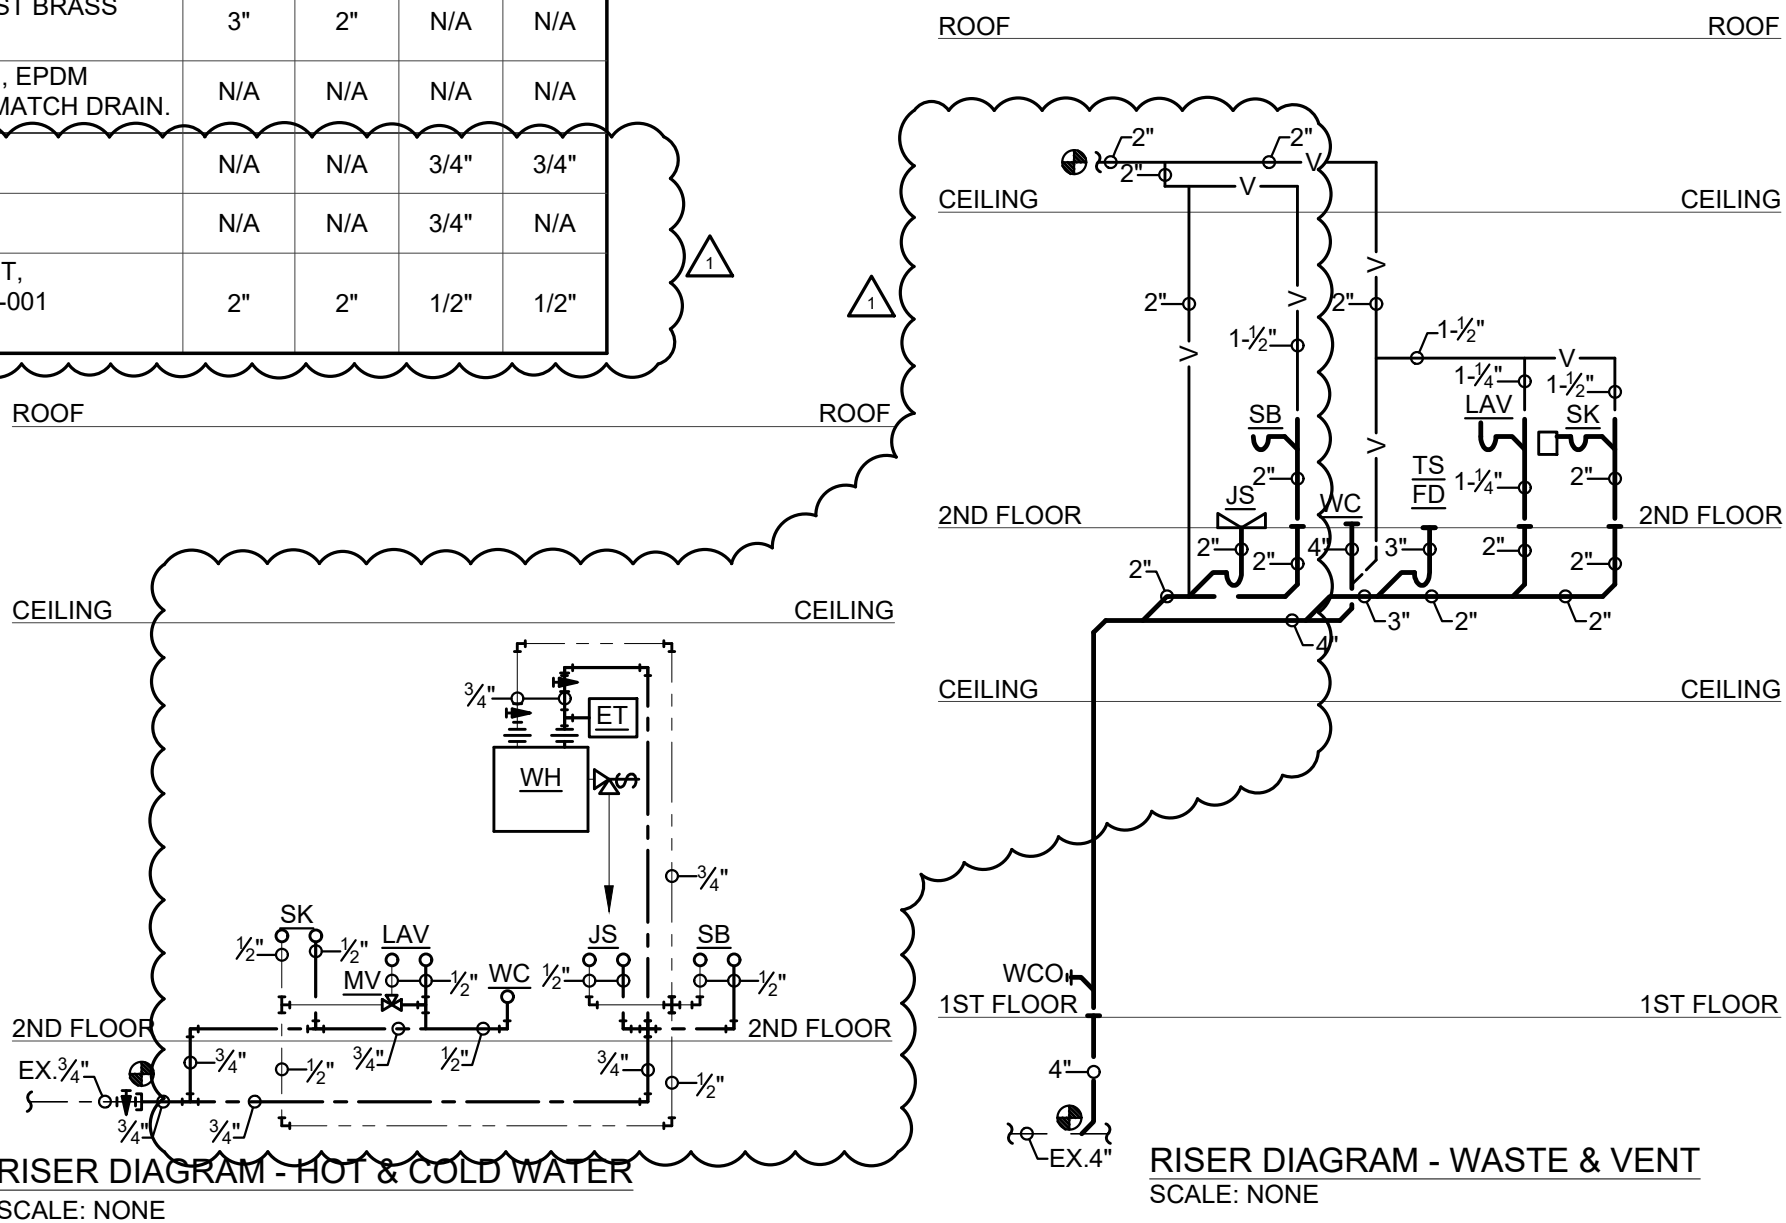 ST BRASS
3" 2" N/A N/A
, EPDM
MATCH DRAIN.
N/A N/A N/A N/A
N/A N/A 3/4" 3/4"
N/A N/A 3/4" N/A
T,
-001
2" 2" 1/2" 1/2"
1
ROOF ROOF
CEILING CEILING
3/4"
ET
WH
3/4"
SK
1/2" 1/2"
LAV
MV
1/2"
WC
JS
1/2"
SB
1/2"
2ND FLOOR 2ND FLOOR
3/4" 1/2" 3/4" 1/2" 3/4" 1/2"
EX.3/4"
3/4" 3/4"
RISER DIAGRAM - HOT & COLD WATER
SCALE: NONE
ROOF ROOF
2" 2"
V
2"
V
CEILING CEILING
1
V
2" V 2"
1-1/2"
V
1-1/2"
V
1-1/4" 1-1/2"
SB
LAV
SK
V
2"
TS
FD
1-1/4"
2"
JS
WC
2ND FLOOR 2ND FLOOR
2" 2" 4" 3" 2" 2"
2"
3" 2" 2"
4"
CEILING CEILING
WCO
1ST FLOOR 1ST FLOOR
4"
EX.4"
RISER DIAGRAM - WASTE & VENT
SCALE: NONE